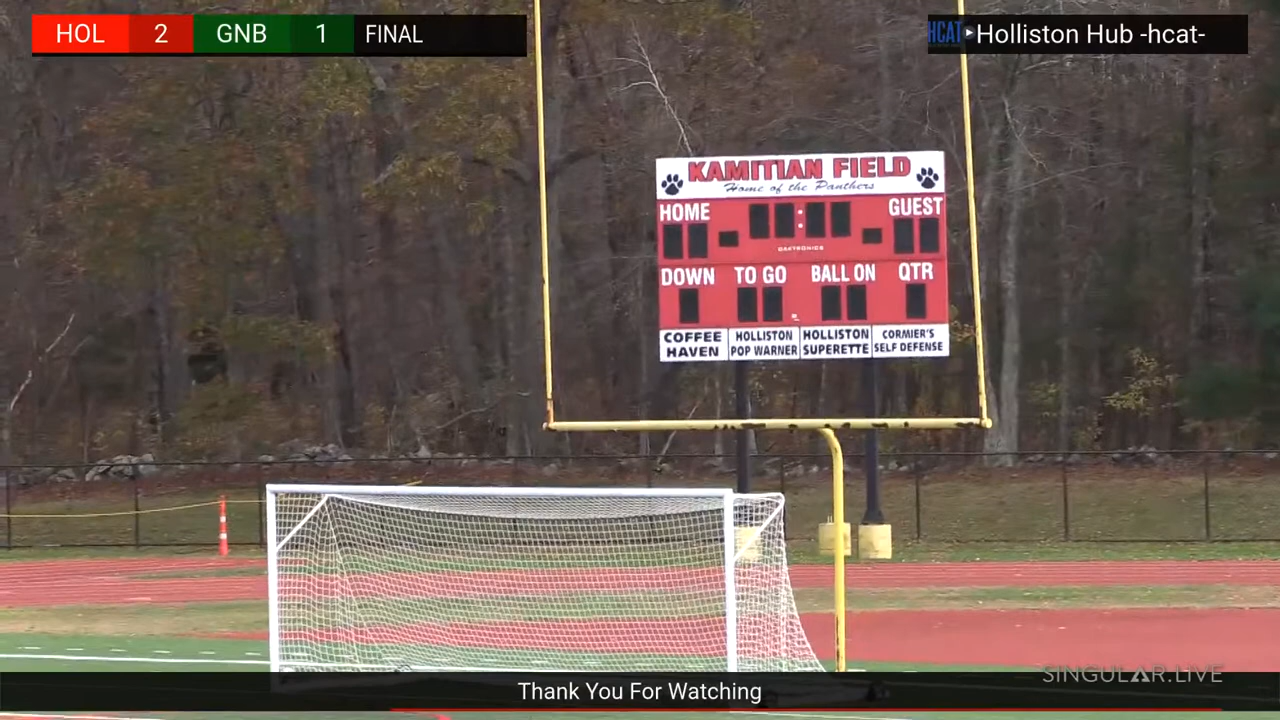 HOL 2 GNB 1 FINAL
HCAT Holliston Hub -hcat-
KAMITIAN FIELD
Home of the Panthers
HOME GUEST
DAKTRONICS
DOWN TO GO BALL ON QTR
COFFEE HAVEN
HOLLISTON POP WARNER
HOLLISTON SUPERETTE
CORMIER'S SELF DEFENSE
SINGULAR.LIVE
Thank You For Watching